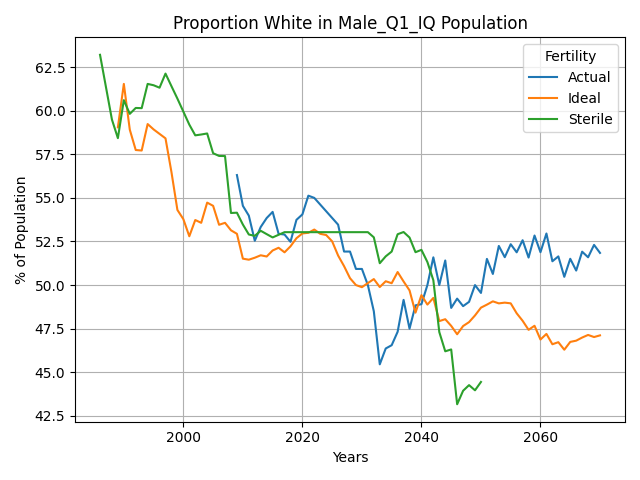 Proportion White in Male_Q1_IQ Population
Fertility
Actual
Ideal
Sterile
% of Population
62.5
60.0
57.5
55.0
52.5
50.0
47.5
45.0
42.5
2000
2020
2040
2060
Years